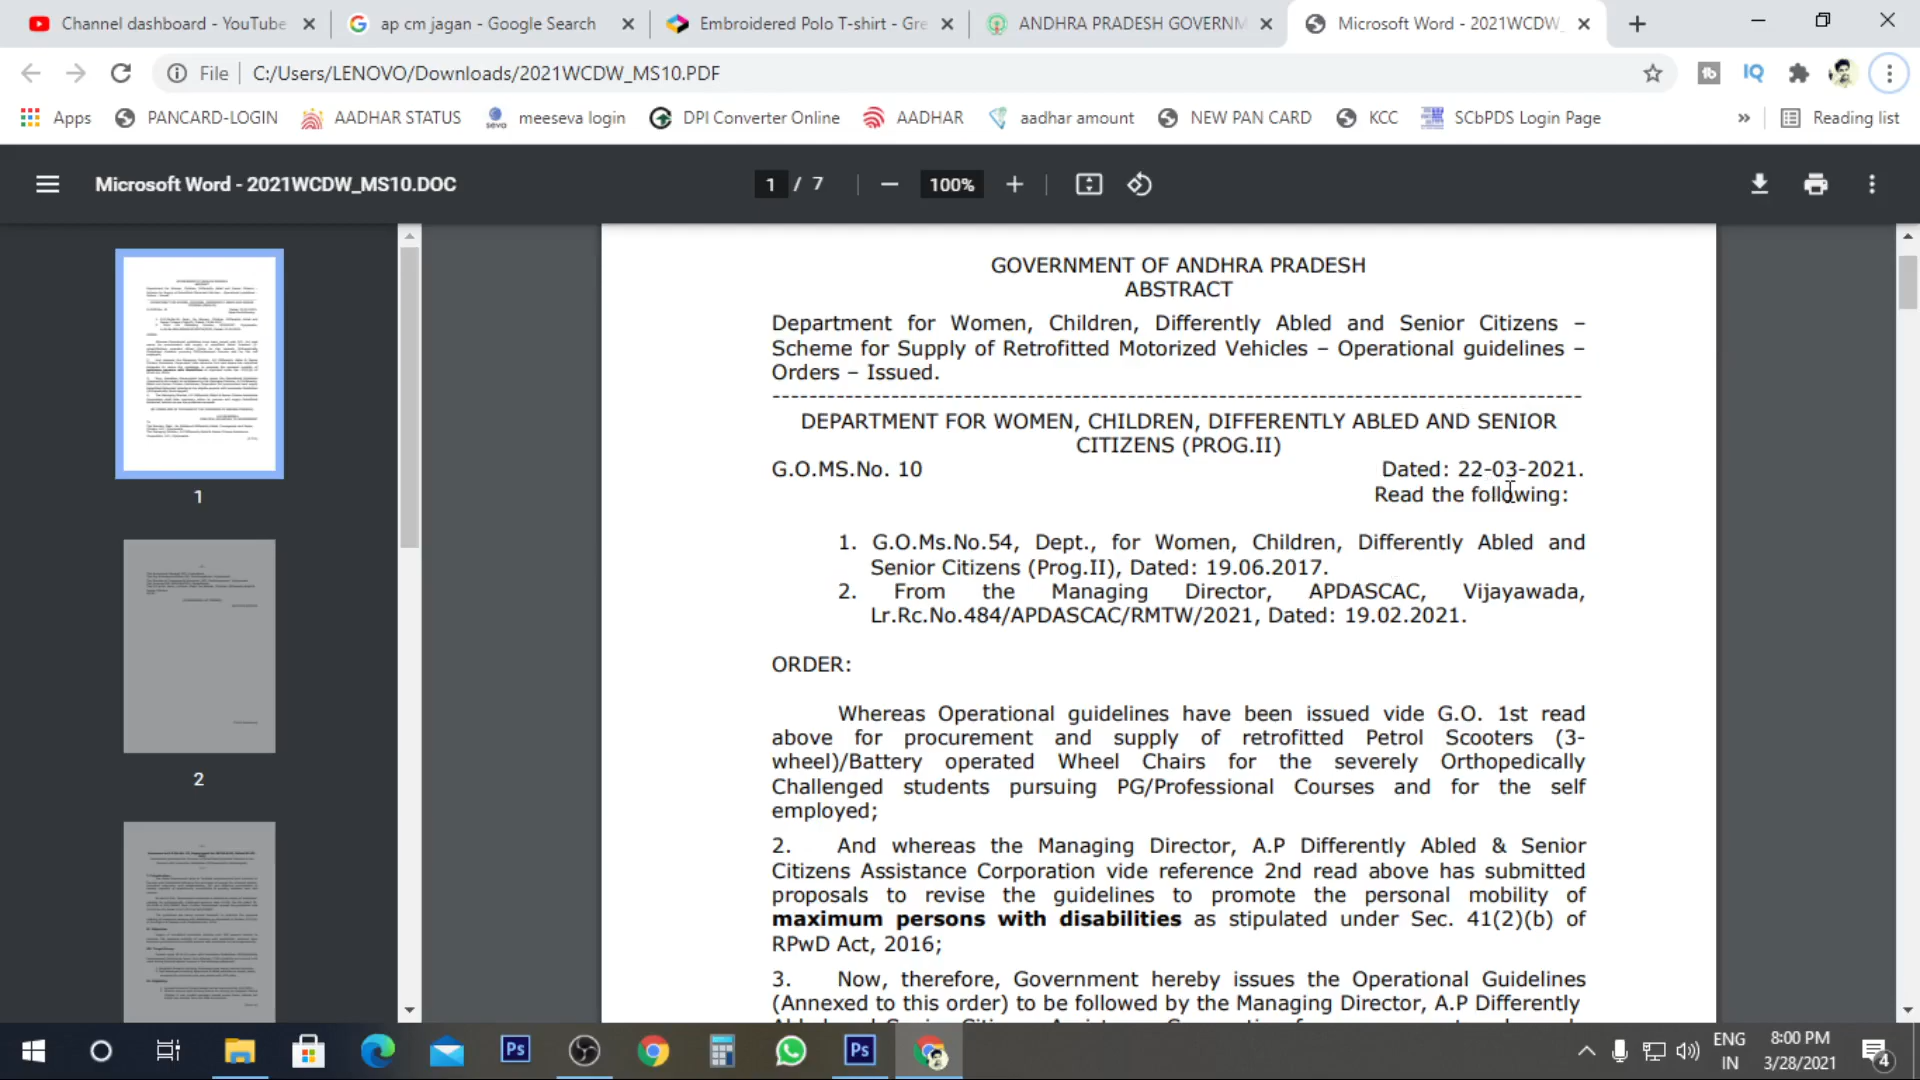 Channel dashboard - YouTube
ap cm jagan - Google Search
Embroidered Polo T-shirt - Gre
ANDHRA PRADESH GOVERNM
Microsoft Word - 2021WCDW_
File
C:/Users/LENOVO/Downloads/2021WCDW_MS10.PDF
Apps
PANCARD-LOGIN
AADHAR STATUS
meeseva login
DPI Converter Online
AADHAR
aadhar amount
NEW PAN CARD
KCC
SCbPDS Login Page
»
Reading list
Microsoft Word - 2021WCDW_MS10.DOC
1 / 7
100%
1
2
GOVERNMENT OF ANDHRA PRADESH
ABSTRACT
Department for Women, Children, Differently Abled and Senior Citizens –
Scheme for Supply of Retrofitted Motorized Vehicles – Operational guidelines –
Orders – Issued.
DEPARTMENT FOR WOMEN, CHILDREN, DIFFERENTLY ABLED AND SENIOR
CITIZENS (PROG.II)
G.O.MS.No. 10 Dated: 22-03-2021.
Read the following:
1. G.O.Ms.No.54, Dept., for Women, Children, Differently Abled and
Senior Citizens (Prog.II), Dated: 19.06.2017.
2. From the Managing Director, APDASCAC, Vijayawada,
Lr.Rc.No.484/APDASCAC/RMTW/2021, Dated: 19.02.2021.
ORDER:
Whereas Operational guidelines have been issued vide G.O. 1st read
above for procurement and supply of retrofitted Petrol Scooters (3-
wheel)/Battery operated Wheel Chairs for the severely Orthopedically
Challenged students pursuing PG/Professional Courses and for the self
employed;
2. And whereas the Managing Director, A.P Differently Abled & Senior
Citizens Assistance Corporation vide reference 2nd read above has submitted
proposals to revise the guidelines to promote the personal mobility of
maximum persons with disabilities as stipulated under Sec. 41(2)(b) of
RPwD Act, 2016;
3. Now, therefore, Government hereby issues the Operational Guidelines
(Annexed to this order) to be followed by the Managing Director, A.P Differently
ENG
IN
8:00 PM
3/28/2021
4